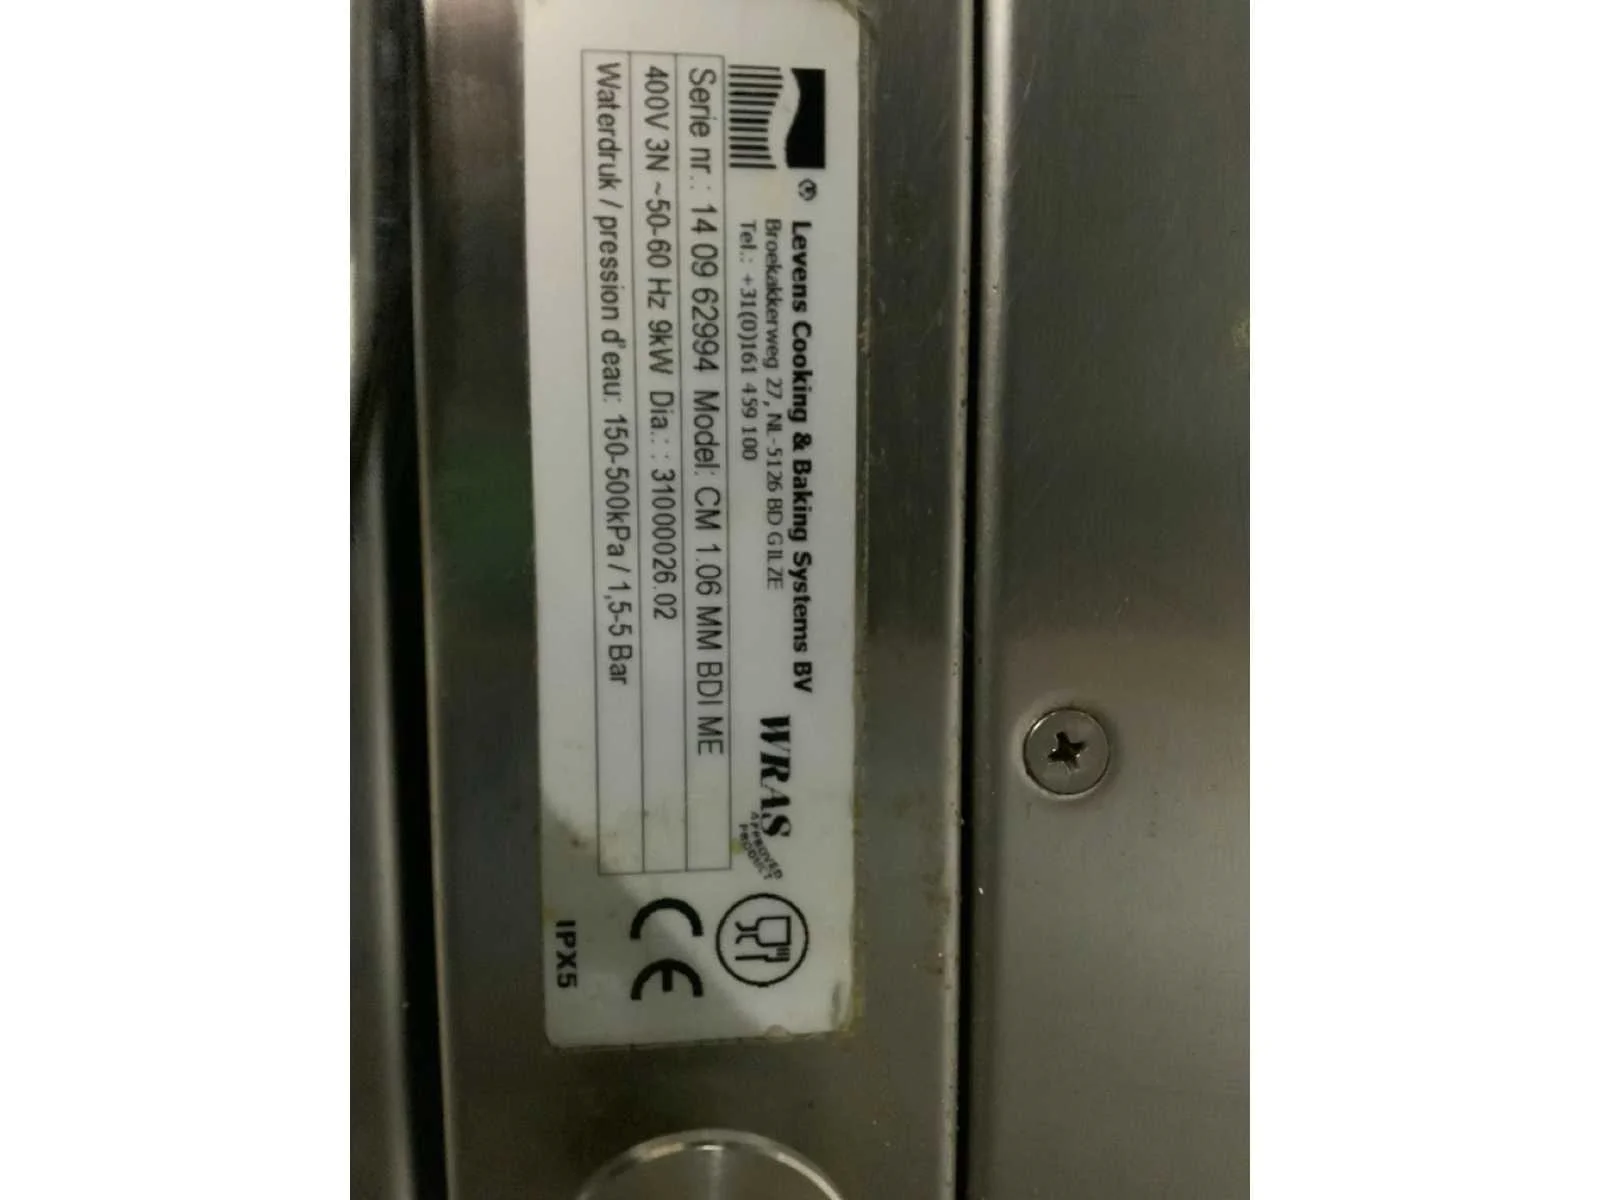 ® Levens Cooking & Baking Systems BV
Broekakkerweg 27, NL-5126 BD GILZE
Tel.: +31(0)161 459 100
WRAS
APPROVED
PRODUCT
Serie nr.: 14 09 62994 Model: CM 1.06 MM BDI ME
400V 3N ~50-60 Hz 9kW Dia.: : 31000026.02
Waterdruk / pression d'eau: 150-500kPa / 1,5-5 Bar
CE
IPX5